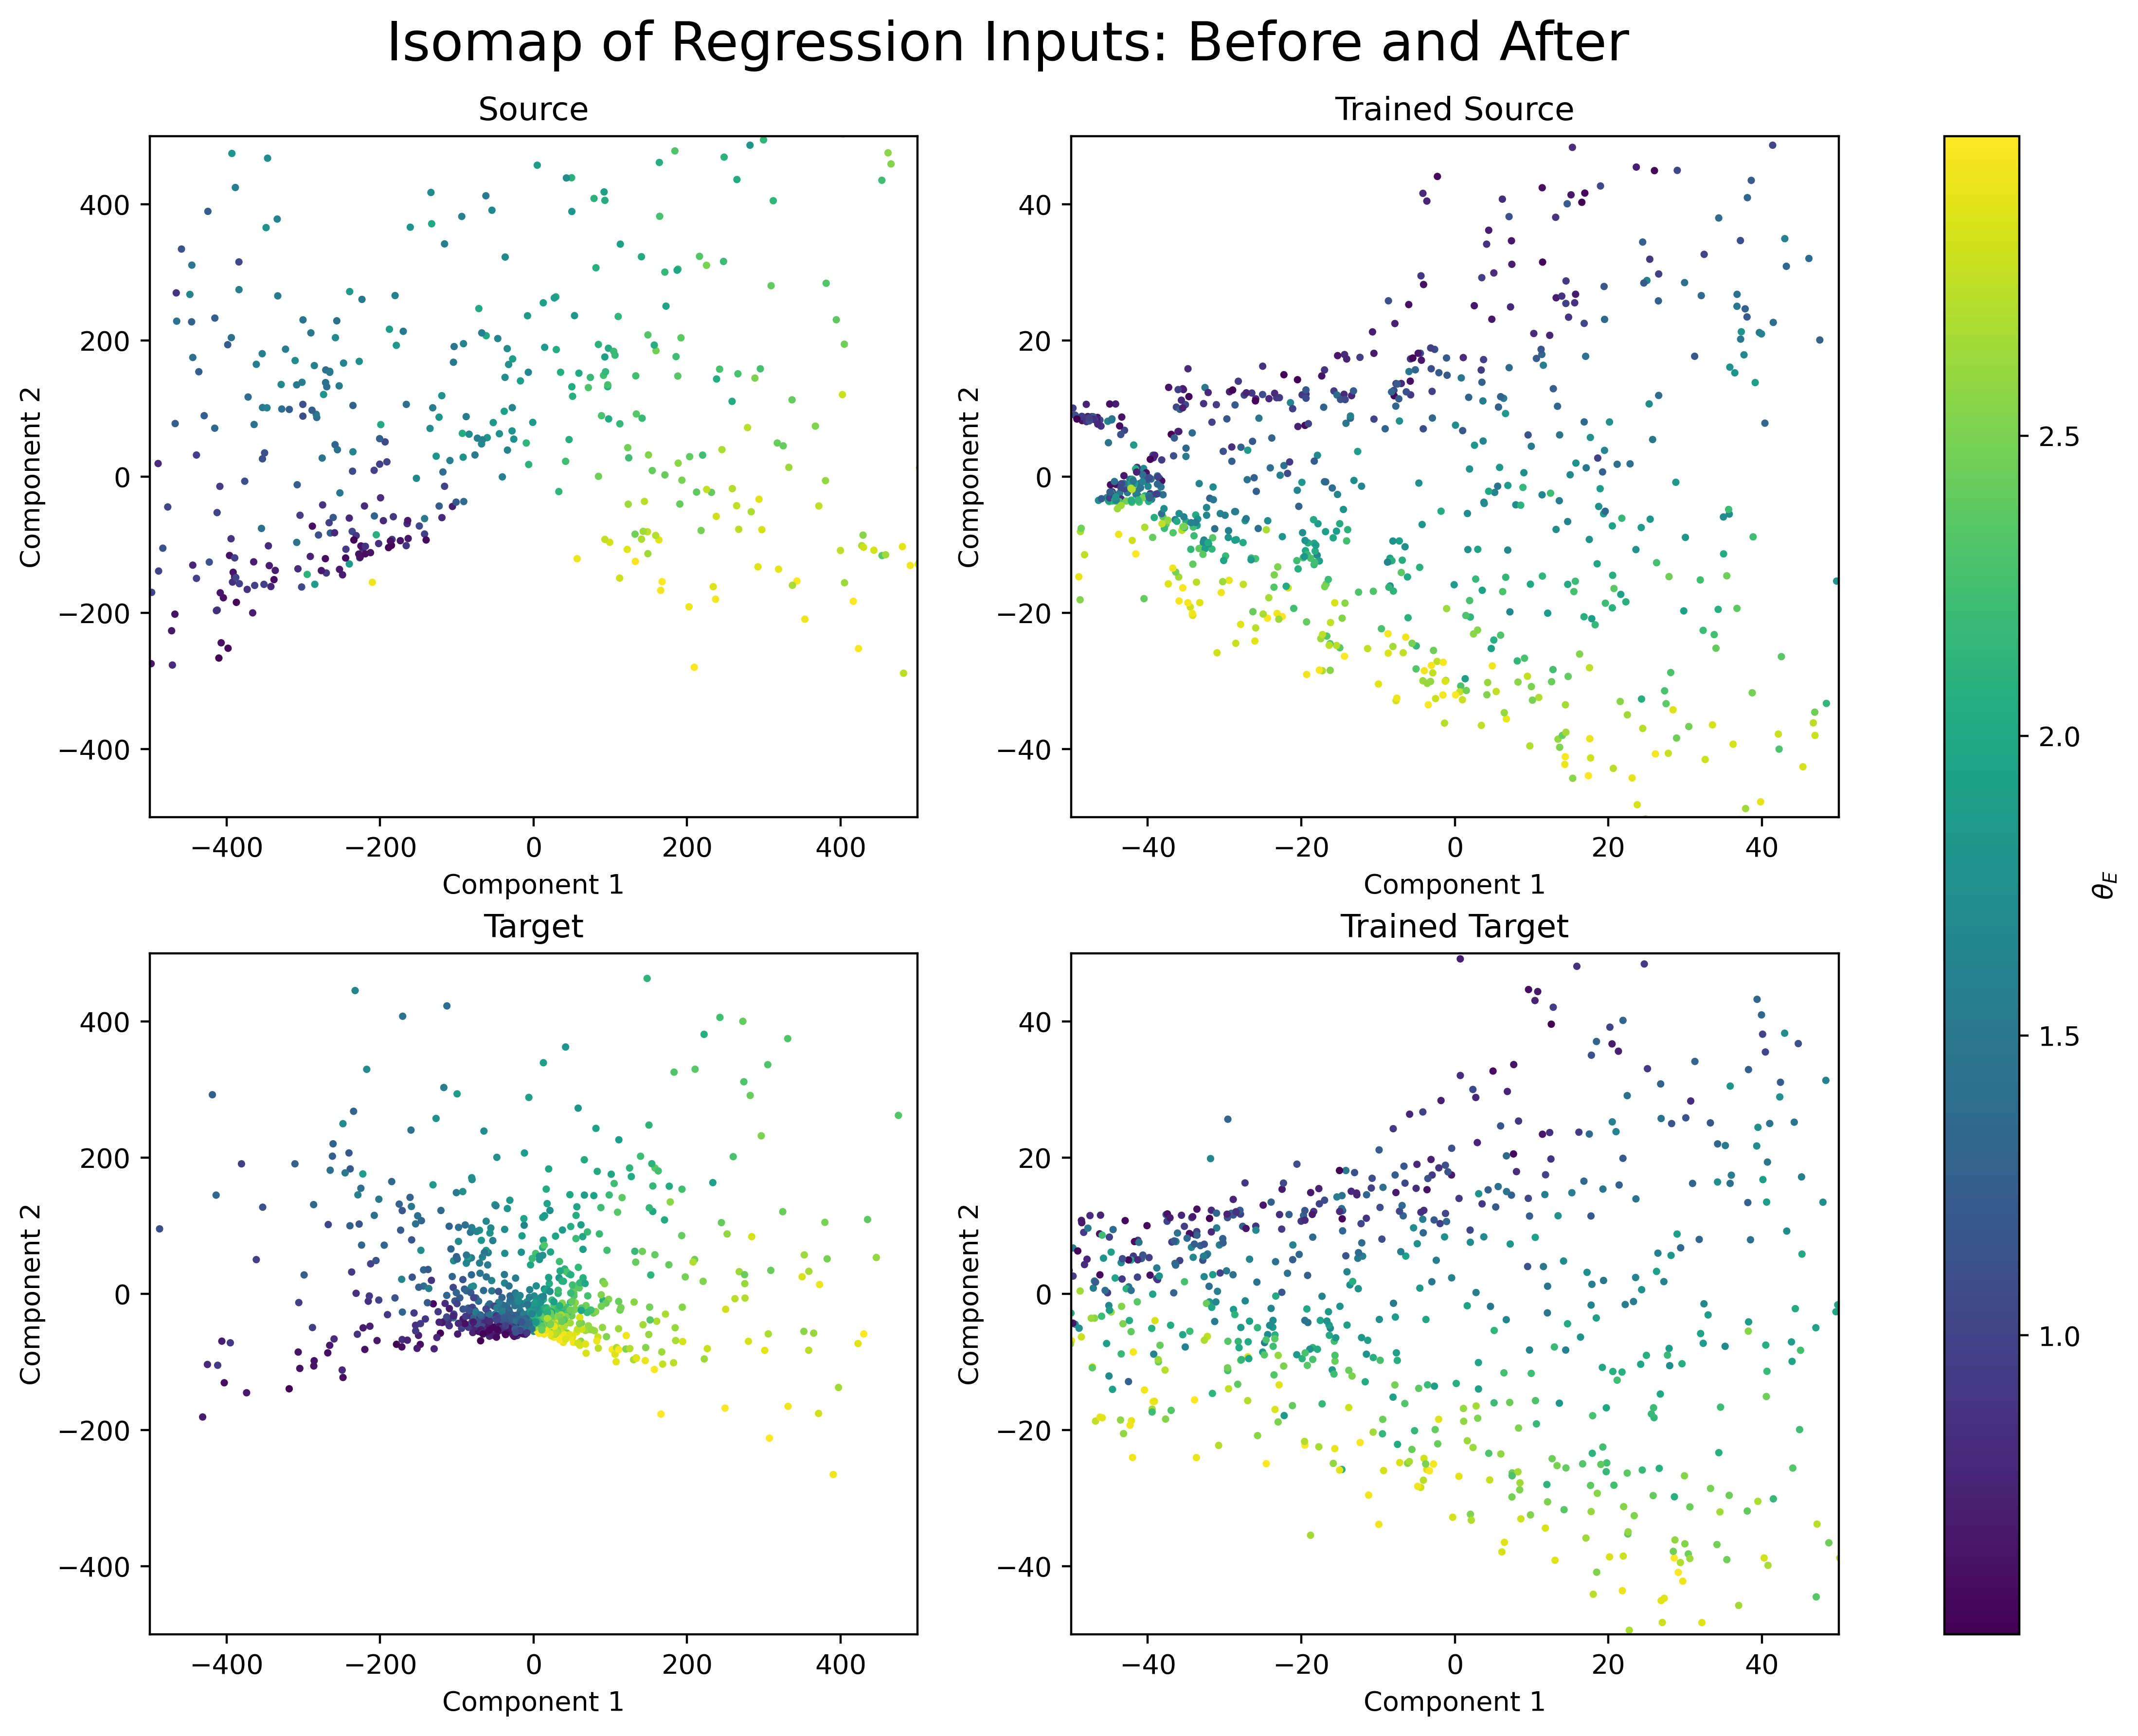 Isomap of Regression Inputs: Before and After
Source
400
200
0
−200
−400
Component 2
−400 −200 0 200 400
Component 1
Trained Source
40
20
0
−20
−40
Component 2
−40 −20 0 20 40
Component 1
Target
400
200
0
−200
−400
Component 2
−400 −200 0 200 400
Component 1
Trained Target
40
20
0
−20
−40
Component 2
−40 −20 0 20 40
Component 1
2.5
2.0
1.5
1.0
θ_E